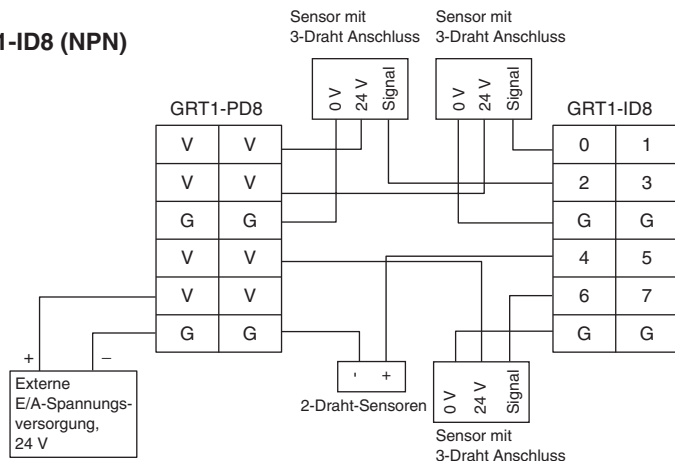 1-ID8 (NPN)
Sensor mit
3-Draht Anschluss
Sensor mit
3-Draht Anschluss
0 V
24 V
Signal
0 V
24 V
Signal
GRT1-PD8
V V
V V
G G
V V
V V
G G
GRT1-ID8
0 1
2 3
G G
4 5
6 7
G G
+ –
Externe
E/A-Spannungs-
versorgung,
24 V
- +
2-Draht-Sensoren
0 V
24 V
Signal
Sensor mit
3-Draht Anschluss